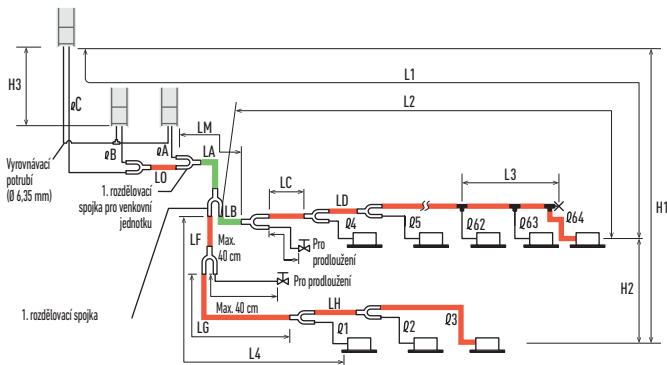 H3
L1
L2
H1
ℓC
LM
ℓB
ℓA
LA
LO
Vyrovnávací
potrubí
(Ø 6,35 mm)
1. rozdělovací
spojka pro venkovní
jednotku
LB
LC
LD
L3
ℓ4
ℓ5
ℓ62
ℓ63
ℓ64
LF
Max.
40 cm
Pro
prodloužení
Pro prodloužení
1. rozdělovací spojka
Max. 40 cm
LG
LH
H2
ℓ1
ℓ2
ℓ3
L4